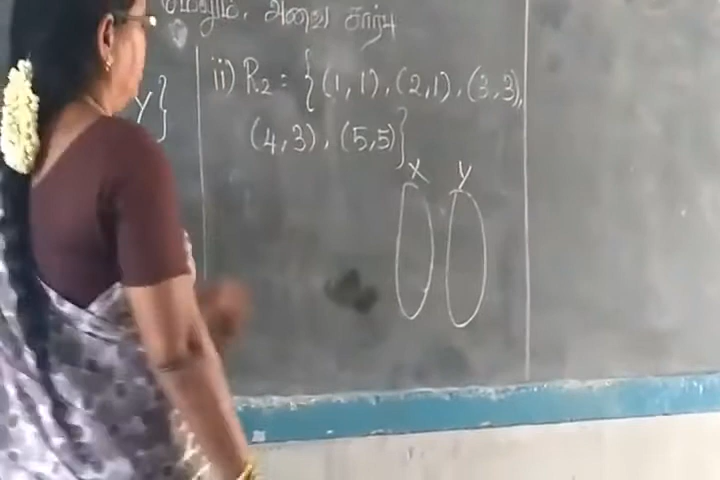 மேலும், அவை சார்பு
Y}
ii) R₂ = {(1,1), (2,1), (3,3),
(4,3), (5,5)}
X Y